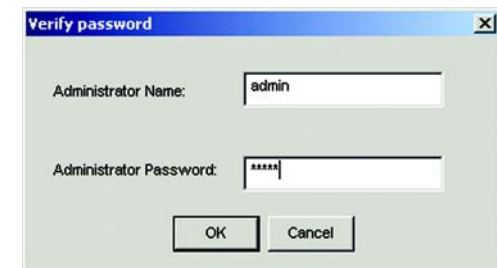 Verify password
Administrator Name: admin
Administrator Password: *****
OK Cancel